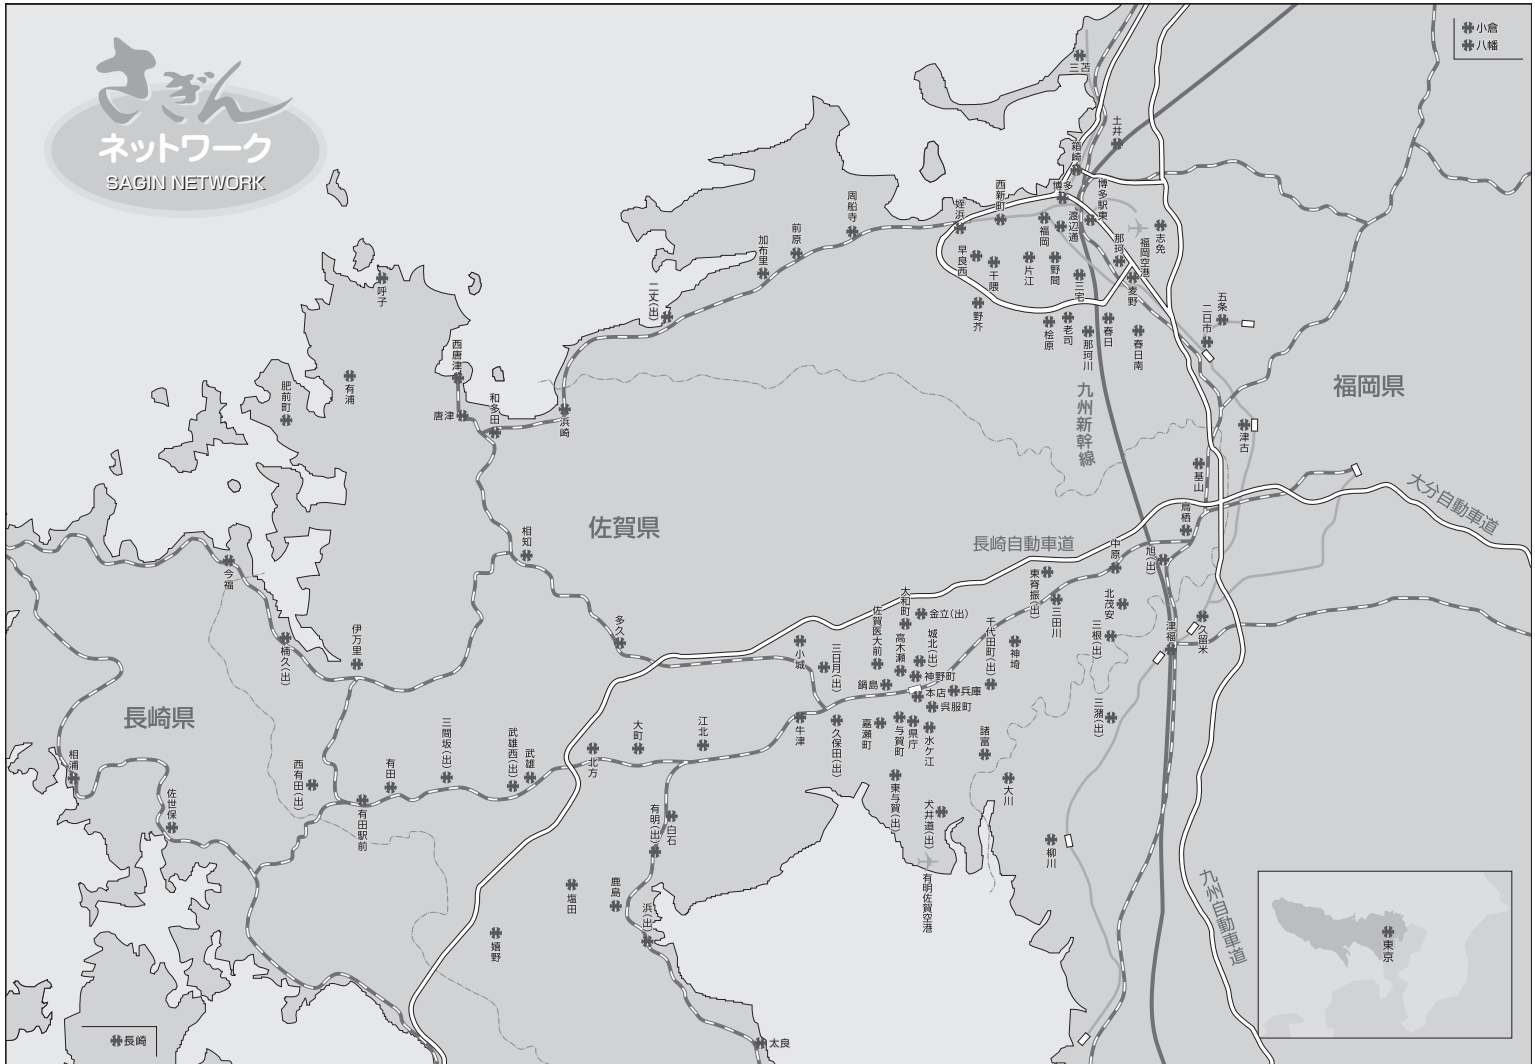 さぎん
ネットワーク
SAGIN NETWORK
小倉
八幡
三苫
土井
箱崎
博多
博多駅東
西新町
姪浜
福岡
渡辺通
那珂
福岡空港
志免
周船寺
前原
加布里
二丈(出)
早良西
干隈
片江
野間
三宅
麦野
野芥
桧原
老司
那珂川
春日
春日南
五条
二日市
呼子
西唐津
有浦
肥前町
唐津
和多田
浜崎
九州新幹線
福岡県
津古
基山
大分自動車道
佐賀県
鳥栖
長崎自動車道
中原
旭(出)
相知
今福
東脊振(出)
三田川
北茂安
大和町
金立(出)
佐賀医大前
高木瀬
城北(出)
千代田町(出)
神埼
三根(出)
津福
久留米
楠久(出)
伊万里
多久
小城
三日月(出)
鍋島
神野町
本店
兵庫
呉服町
三潴(出)
長崎県
相浦
佐世保
西有田(出)
有田
有田駅前
三間坂(出)
武雄西(出)
武雄
北方
大町
江北
牛津
久保田(出)
嘉瀬町
与賀町
県庁
水ケ江
諸富
大川
東与賀(出)
犬井道(出)
有明佐賀空港
有明(出)
白石
柳川
塩田
鹿島
浜(出)
嬉野
九州自動車道
東京
長崎
太良